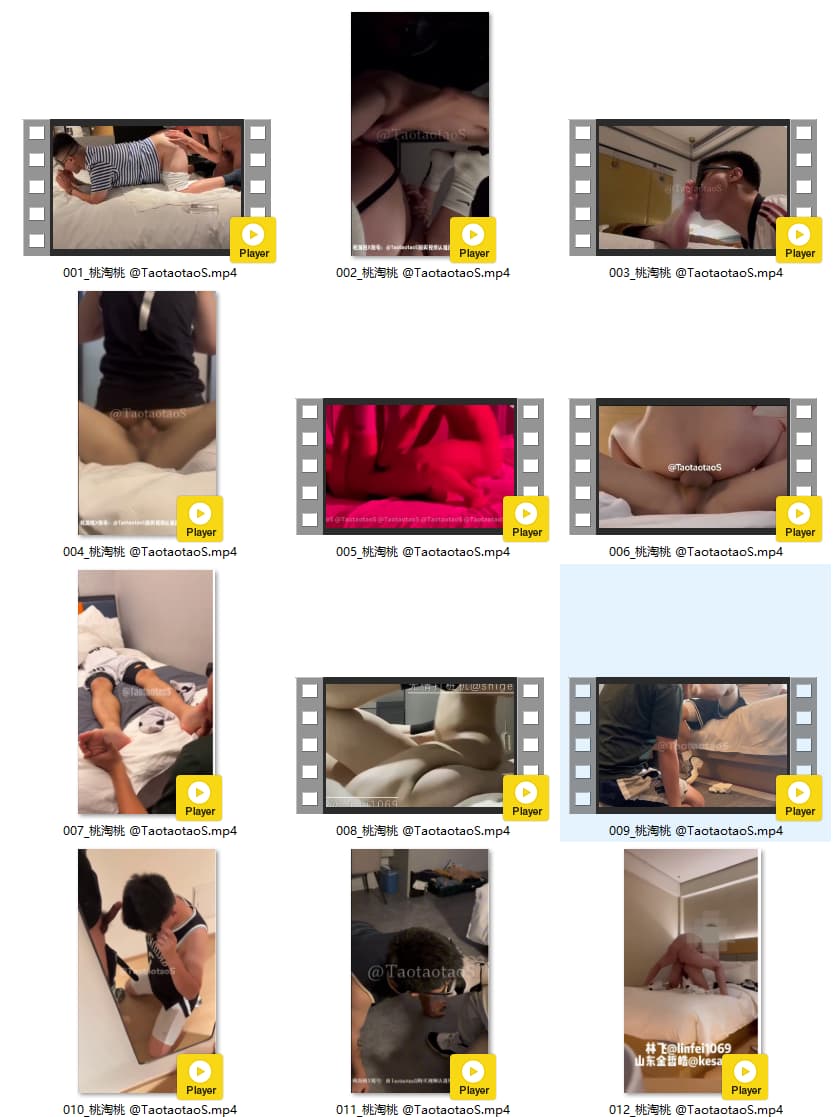 @TaotaotaoS
@TaotaotaoS
Player
Player
Player
001_桃淘桃 @TaotaotaoS.mp4
002_桃淘桃 @TaotaotaoS.mp4
003_桃淘桃 @TaotaotaoS.mp4
@TaotaotaoS
@TaotaotaoS
@TaotaotaoS @TaotaotaoS @TaotaotaoS @TaotaotaoS
Player
Player
Player
004_桃淘桃 @TaotaotaoS.mp4
005_桃淘桃 @TaotaotaoS.mp4
006_桃淘桃 @TaotaotaoS.mp4
@TaotaotaoS
@TaotaotaoS
Player
Player
Player
007_桃淘桃 @TaotaotaoS.mp4
008_桃淘桃 @TaotaotaoS.mp4
009_桃淘桃 @TaotaotaoS.mp4
@TaotaotaoS
林飞@linfei1069
山东全哲皓@kesa
Player
Player
Player
010_桃淘桃 @TaotaotaoS.mp4
011_桃淘桃 @TaotaotaoS.mp4
012_桃淘桃 @TaotaotaoS.mp4